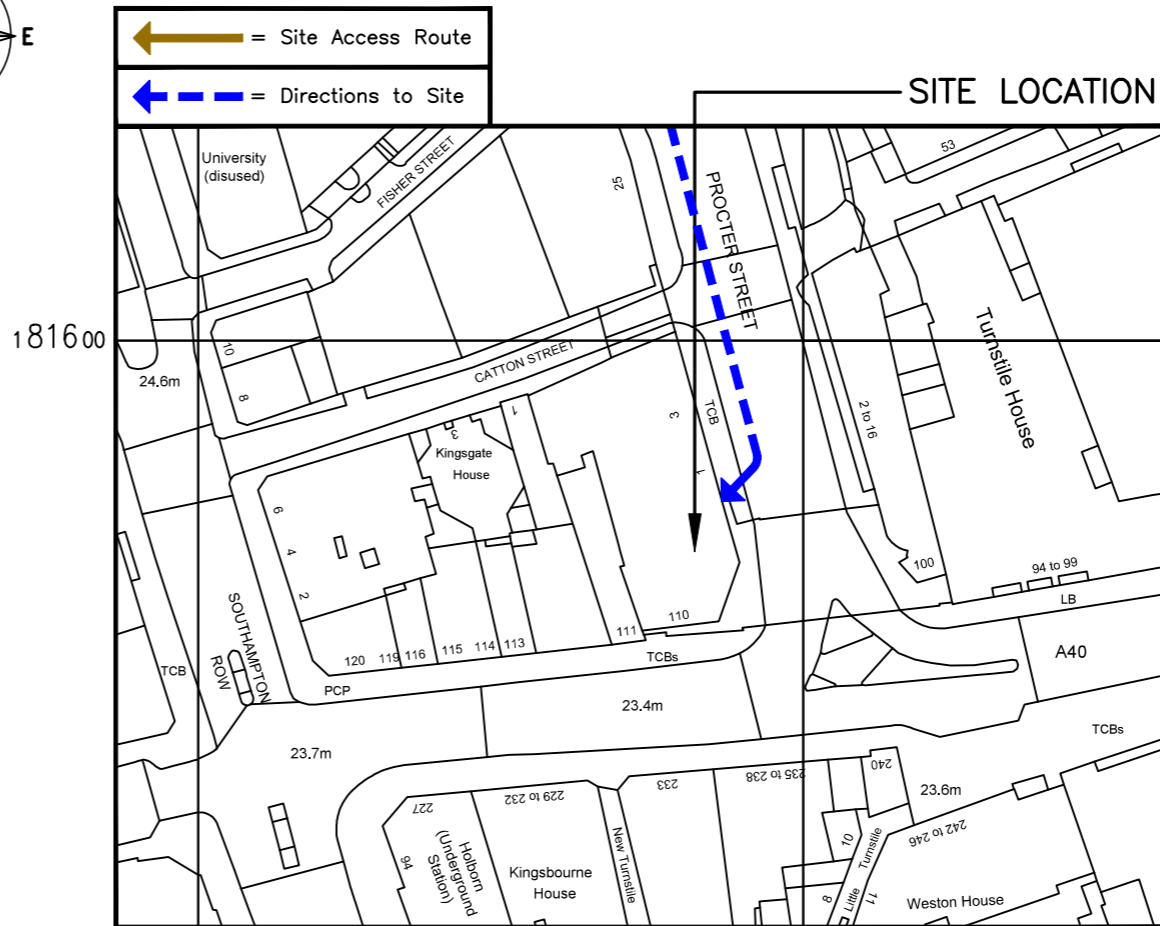 E
= Site Access Route
= Directions to Site
SITE LOCATION
University
(disused)
FISHER STREET
25
PROCTER STREET
53
181600
24.6m
10
8
CATTON STREET
TCB
3
1
2 to 16
Turnstile House
1
3
Kingsgate
House
6
4
2
100
94 to 99
LB
110
111
120
119
116
115
114
113
TCBs
A40
SOUTHAMPTON
ROW
TCB
PCP
23.4m
23.7m
TCBs
227
229 to 232
233
235 to 238
240
23.6m
242 to 246
94
Holborn
(Underground
Station)
Kingsbourne
House
New Turnstile
10
8
Little Turnstile
11
Weston House